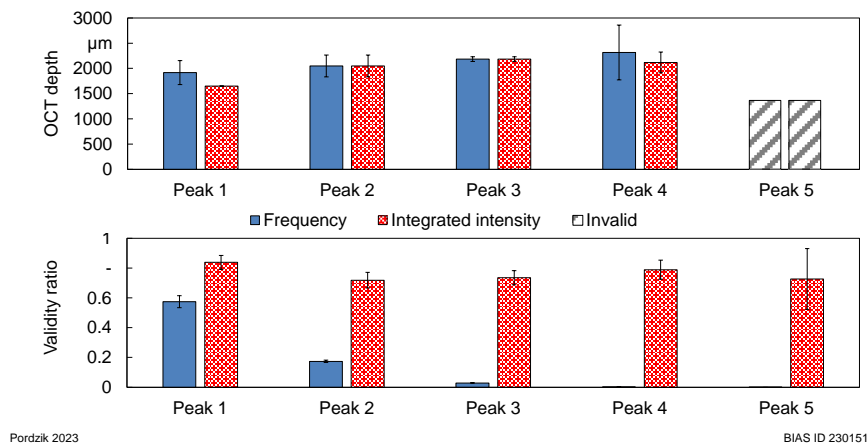 3000
µm
2000
1500
1000
500
0
OCT depth
Peak 1 Peak 2 Peak 3 Peak 4 Peak 5
Frequency Integrated intensity Invalid
1
-
0.6
0.4
0.2
0
Validity ratio
Peak 1 Peak 2 Peak 3 Peak 4 Peak 5
Pordzik 2023 BIAS ID 230151